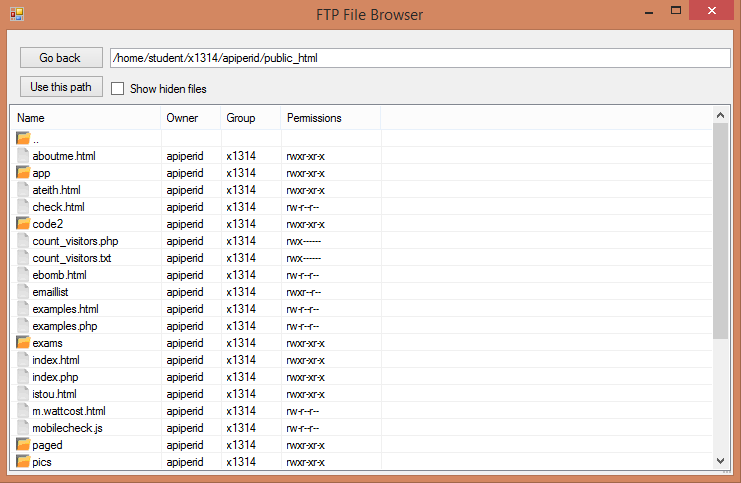 FTP File Browser
Go back /home/student/x1314/apiperid/public_html
Use this path Show hiden files
Name Owner Group Permissions
..
aboutme.html apiperid x1314 rwxr-xr-x
app apiperid x1314 rwxr-xr-x
ateith.html apiperid x1314 rwxr-xr-x
check.html apiperid x1314 rw-r--r--
code2 apiperid x1314 rwxr-xr-x
count_visitors.php apiperid x1314 rwx------
count_visitors.txt apiperid x1314 rwx------
ebomb.html apiperid x1314 rw-r--r--
emaillist apiperid x1314 rwxr--r--
examples.html apiperid x1314 rw-r--r--
examples.php apiperid x1314 rw-r--r--
exams apiperid x1314 rwxr-xr-x
index.html apiperid x1314 rwxr-xr-x
index.php apiperid x1314 rwxr-xr-x
istou.html apiperid x1314 rwxr-xr-x
m.wattcost.html apiperid x1314 rw-r--r--
mobilecheck.js apiperid x1314 rw-r--r--
paged apiperid x1314 rwxr-xr-x
pics apiperid x1314 rwxr-xr-x